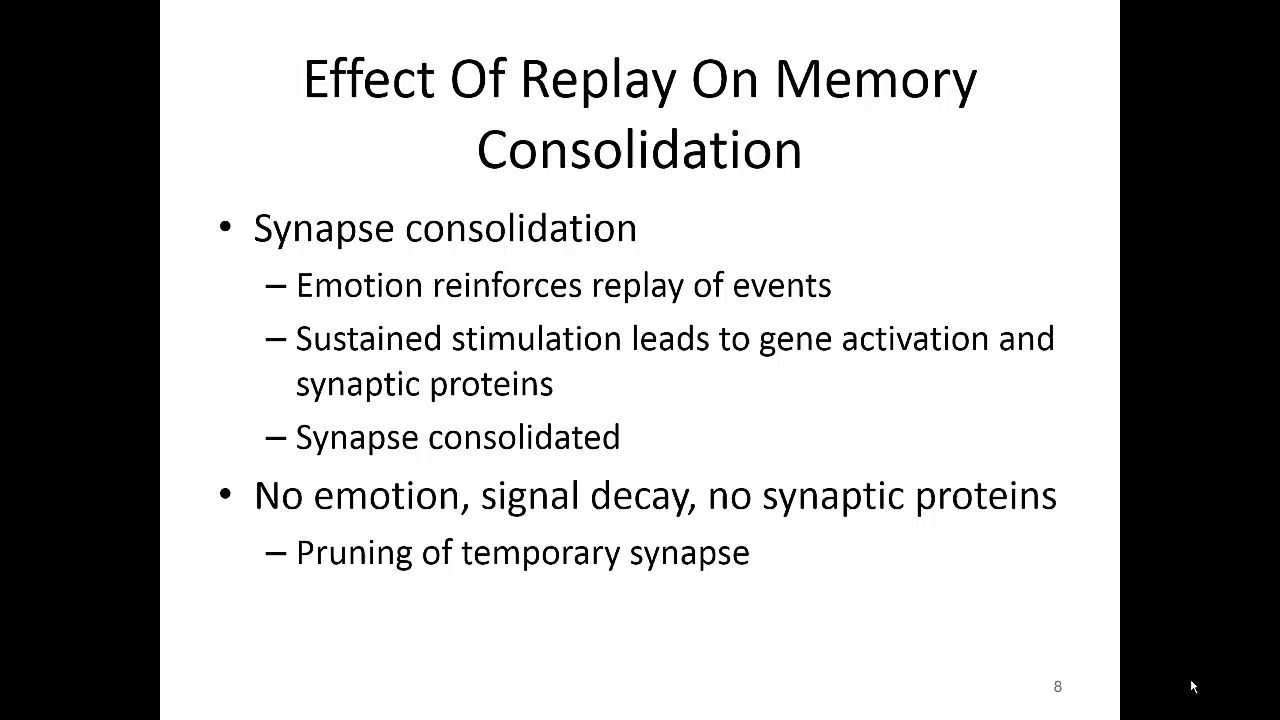 Effect Of Replay On Memory
Consolidation
• Synapse consolidation
– Emotion reinforces replay of events
– Sustained stimulation leads to gene activation and
synaptic proteins
– Synapse consolidated
• No emotion, signal decay, no synaptic proteins
– Pruning of temporary synapse
8